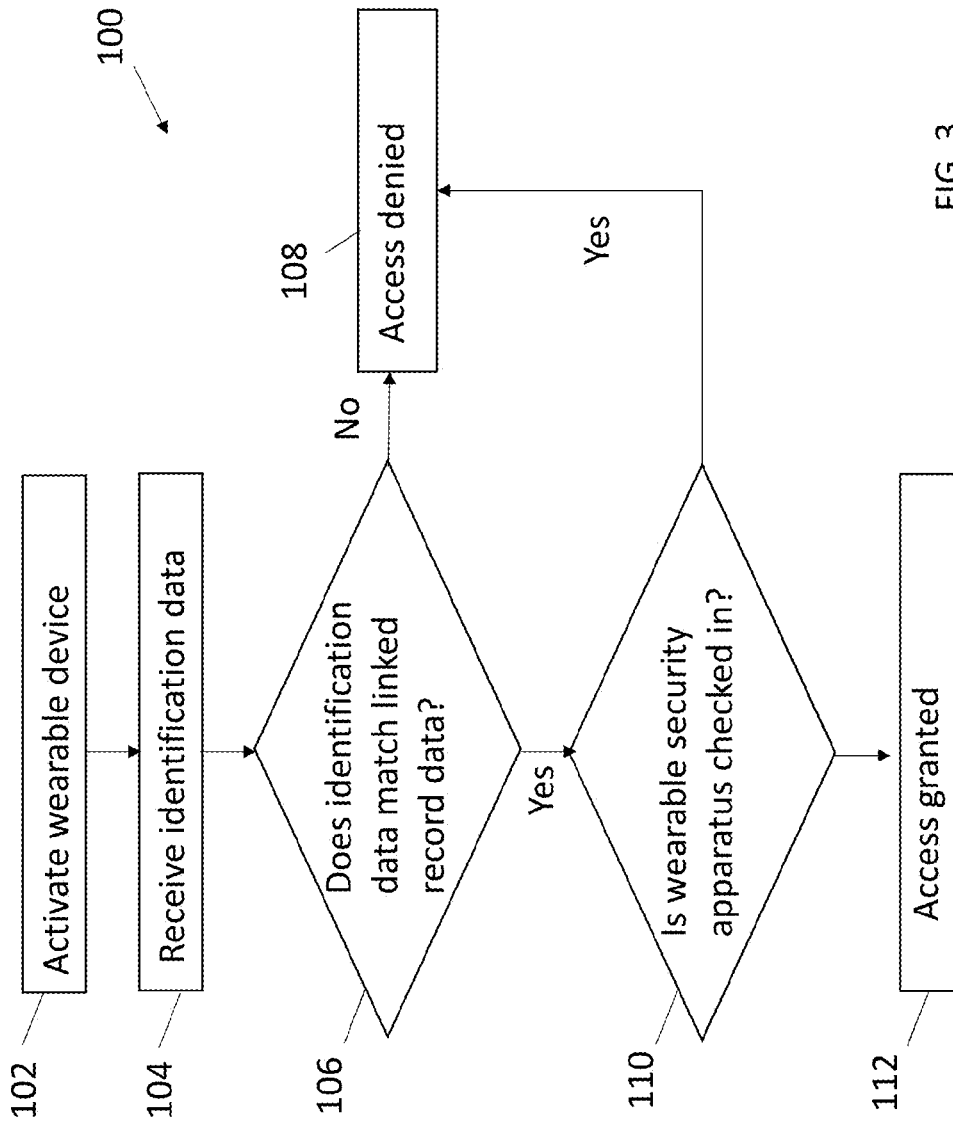 100
102
Activate wearable device
104
Receive identification data
106
Does identification
data match linked
record data?
No
108
Access denied
Yes
110
Is wearable security
apparatus checked in?
Yes
112
Access granted
FIG. 3